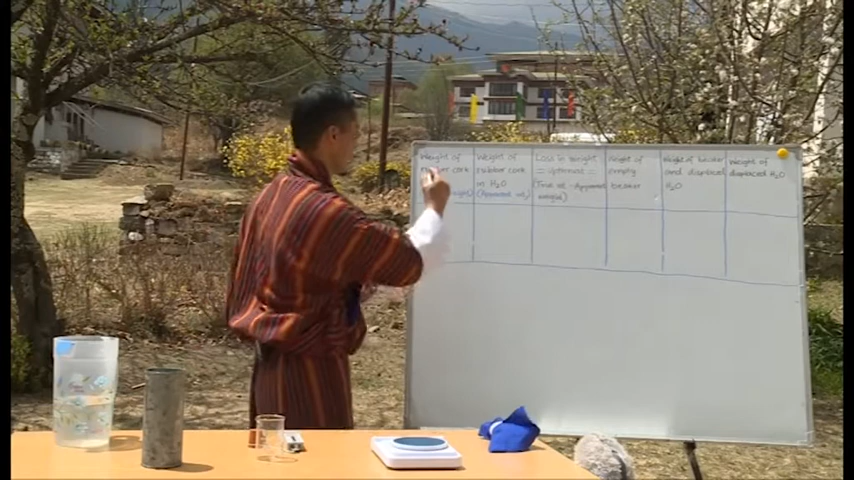 Weight of
cork
Weight of
rubber cork
in H₂O
(Apparent wt)
Loss in weight
= Upthrust =
(True wt - Apparent
weight)
Weight of
empty
beaker
Weight of beaker
and displaced
H₂O
Weight of
displaced H₂O